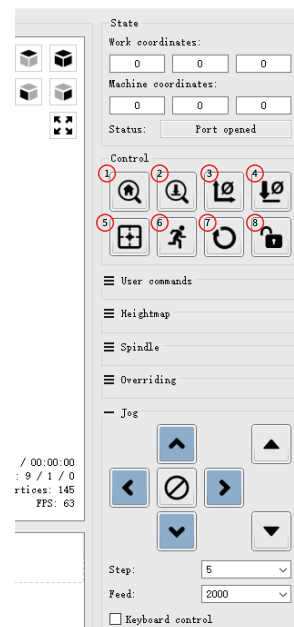 State
Work coordinates:
0 0 0
Machine coordinates:
0 0 0
Status: Port opened
Control
1 2 3 4
5 6 7 8
User commands
Heightmap
Spindle
Overriding
Jog
/ 00:00:00
: 9 / 1 / 0
rtices: 145
FPS: 63
Step: 5
Feed: 2000
Keyboard control